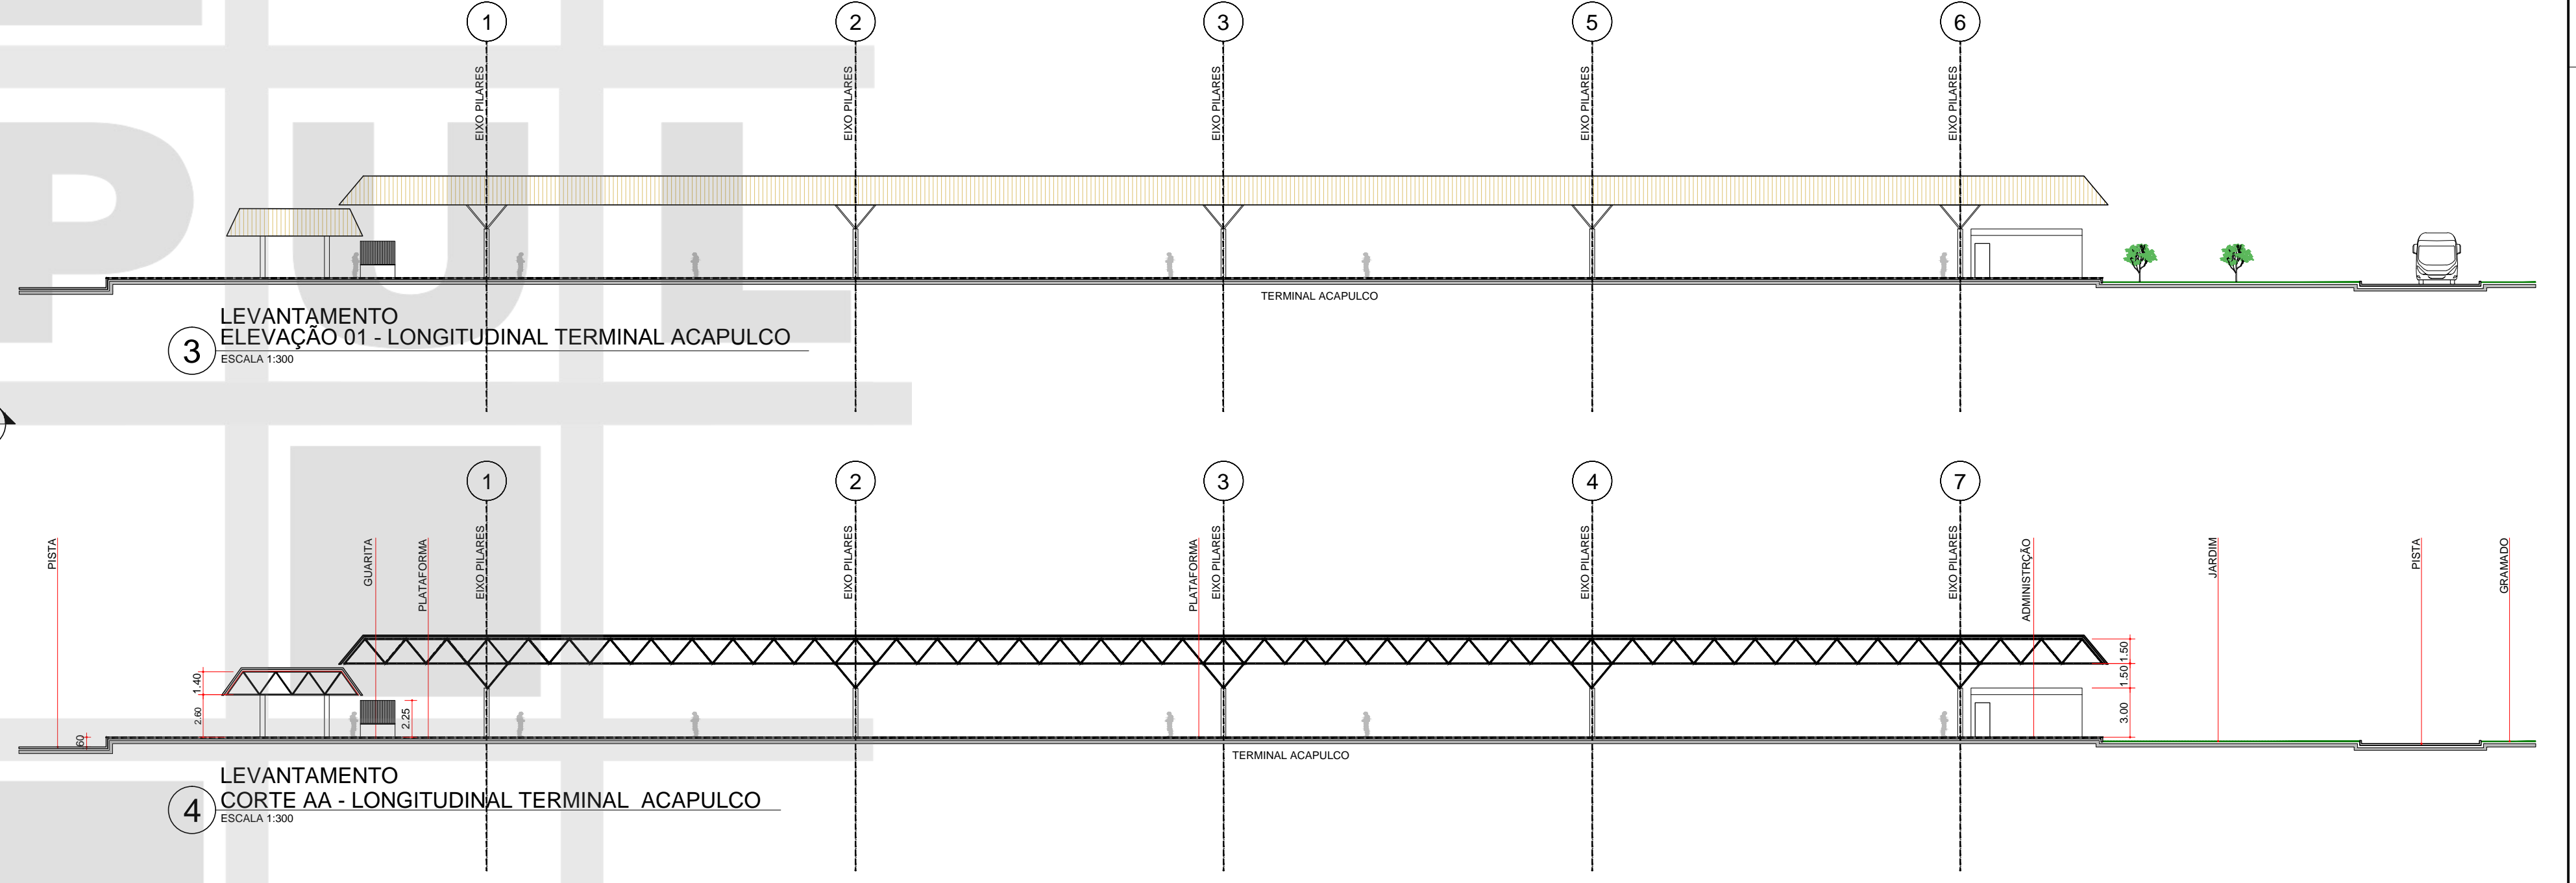 1 2 3 5 6
EIXO PILARES EIXO PILARES EIXO PILARES EIXO PILARES EIXO PILARES
TERMINAL ACAPULCO
LEVANTAMENTO
3 ELEVAÇÃO 01 - LONGITUDINAL TERMINAL ACAPULCO
ESCALA 1:300
1 2 3 4 7
PISTA GUARITA PLATAFORMA EIXO PILARES EIXO PILARES PLATAFORMA EIXO PILARES EIXO PILARES EIXO PILARES ADMINISTRÇÃO JARDIM PISTA GRAMADO
1.40 1.50
1.50
2.60 2.25 3.00
60
TERMINAL ACAPULCO
LEVANTAMENTO
4 CORTE AA - LONGITUDINAL TERMINAL ACAPULCO
ESCALA 1:300
PUL